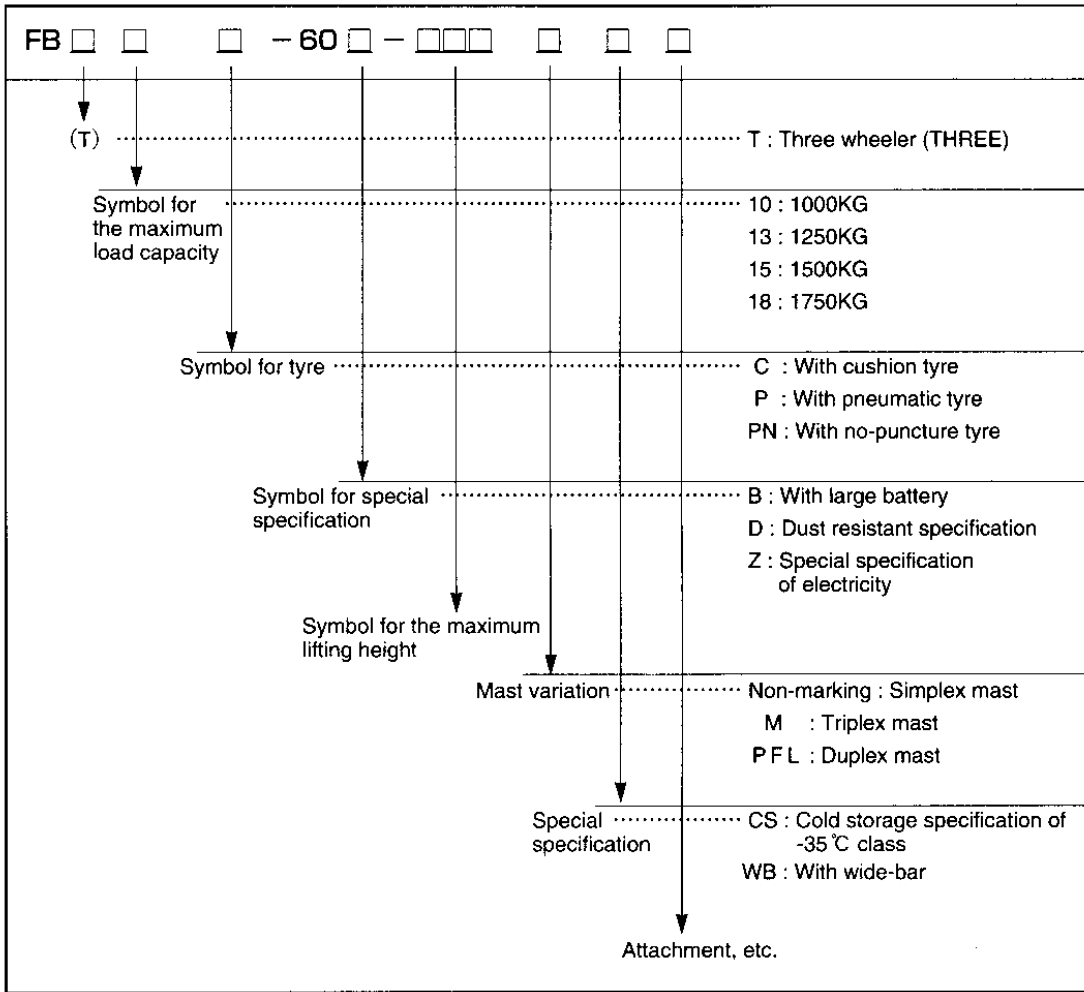 FB □ □ □ -60 □ - □□□ □ □ □
(T) T : Three wheeler (THREE)
Symbol for 10 : 1000KG
the maximum 13 : 1250KG
load capacity 15 : 1500KG
18 : 1750KG
Symbol for tyre C : With cushion tyre
P : With pneumatic tyre
PN : With no-puncture tyre
Symbol for special B : With large battery
specification D : Dust resistant specification
Z : Special specification
of electricity
Symbol for the maximum
lifting height
Mast variation Non-marking : Simplex mast
M : Triplex mast
PFL : Duplex mast
Special CS : Cold storage specification of
specification -35℃ class
WB : With wide-bar
Attachment, etc.